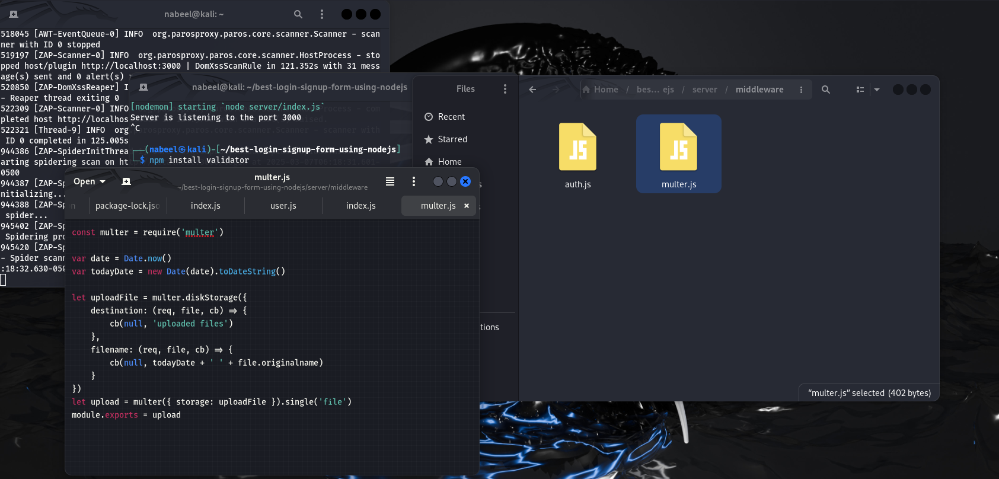 nabeel@kali: ~
518045 [AWT-EventQueue-0] INFO  org.parosproxy.paros.core.scanner.Scanner - scan
ner with ID 0 stopped
519197 [ZAP-Scanner-0] INFO  org.parosproxy.paros.core.scanner.HostProcess - sto
pped host/plugin http://localhost:3000 | DomXssScanRule in 121.352s with 31 mess
age(s) sent and 0 alert(s)
520850 [ZAP-DomXssReaper] I
- Reaper thread exiting 0
522309 [ZAP-Scanner-0] INFO
pleted host http://localhos
522321 [Thread-9] INFO  org
 ID 0 completed in 125.005s
944386 [ZAP-SpiderInitThrea
arting spidering scan on ht
0500
944387 [ZAP-Sp
nitializing...
944388 [ZAP-Sp
 spider...
945402 [ZAP-Sp
 Spidering pro
945420 [ZAP-Sp
- Spider scann
:18:32.630-050
nabeel@kali: ~/best-login-signup-form-using-nodejs
[nodemon] starting `node server/index.js`
Server is listening to the port 3000
^C
┌──(nabeel㉿kali)-[~/best-login-signup-form-using-nodejs]
└─$ npm install validator
Files
Recent
Starred
Home
tions
Home / bes... ejs / server / middleware
auth.js
multer.js
"multer.js" selected (402 bytes)
Open
multer.js
~/best-login-signup-form-using-nodejs/server/middleware
n package-lock.jso index.js user.js index.js multer.js ×
const multer = require('multer')
var date = Date.now()
var todayDate = new Date(date).toDateString()
let uploadFile = multer.diskStorage({
    destination: (req, file, cb) => {
        cb(null, 'uploaded files')
    },
    filename: (req, file, cb) => {
        cb(null, todayDate + ' ' + file.originalname)
    }
})
let upload = multer({ storage: uploadFile }).single('file')
module.exports = upload